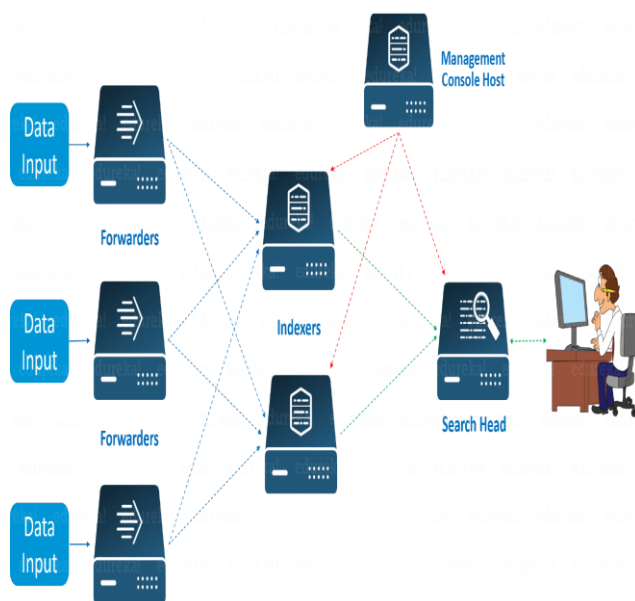 Management
Console Host
Data
Input
Forwarders
Indexers
Data
Input
Search Head
Forwarders
Data
Input